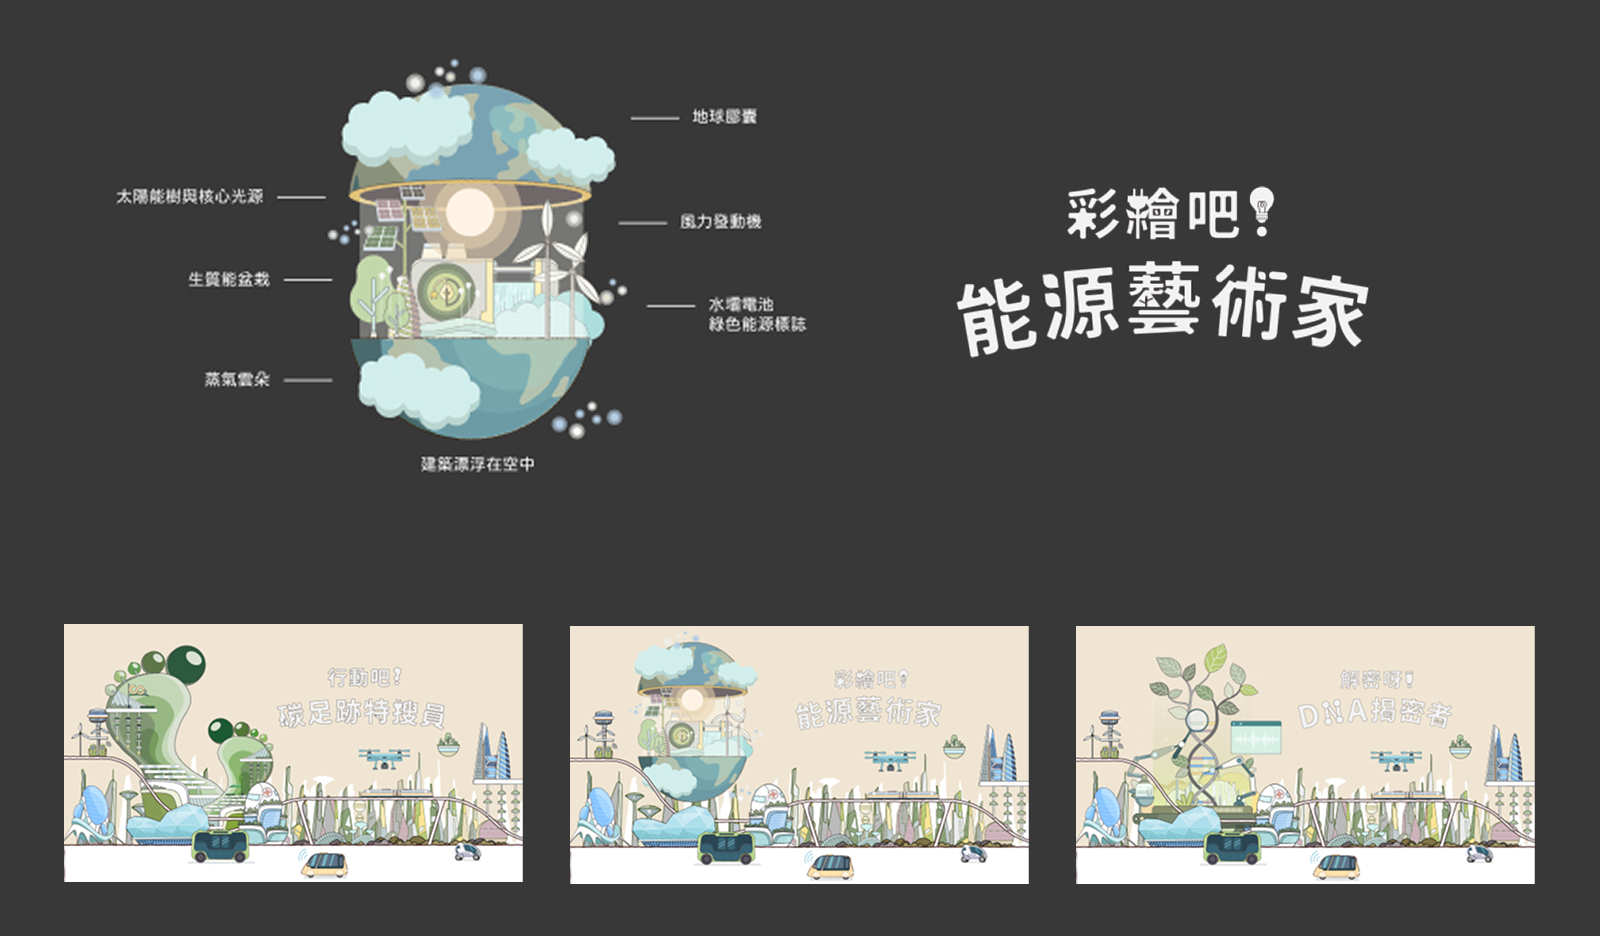 地球膠囊
太陽能樹與核心光源
風力發動機
生質能盆栽
水壩電池
綠色能源標誌
蒸氣雲朵
建築漂浮在空中
彩繪吧!
能源藝術家
行動吧!
碳足跡特搜員
彩繪吧!
能源藝術家
解密呀!
DNA揭密者